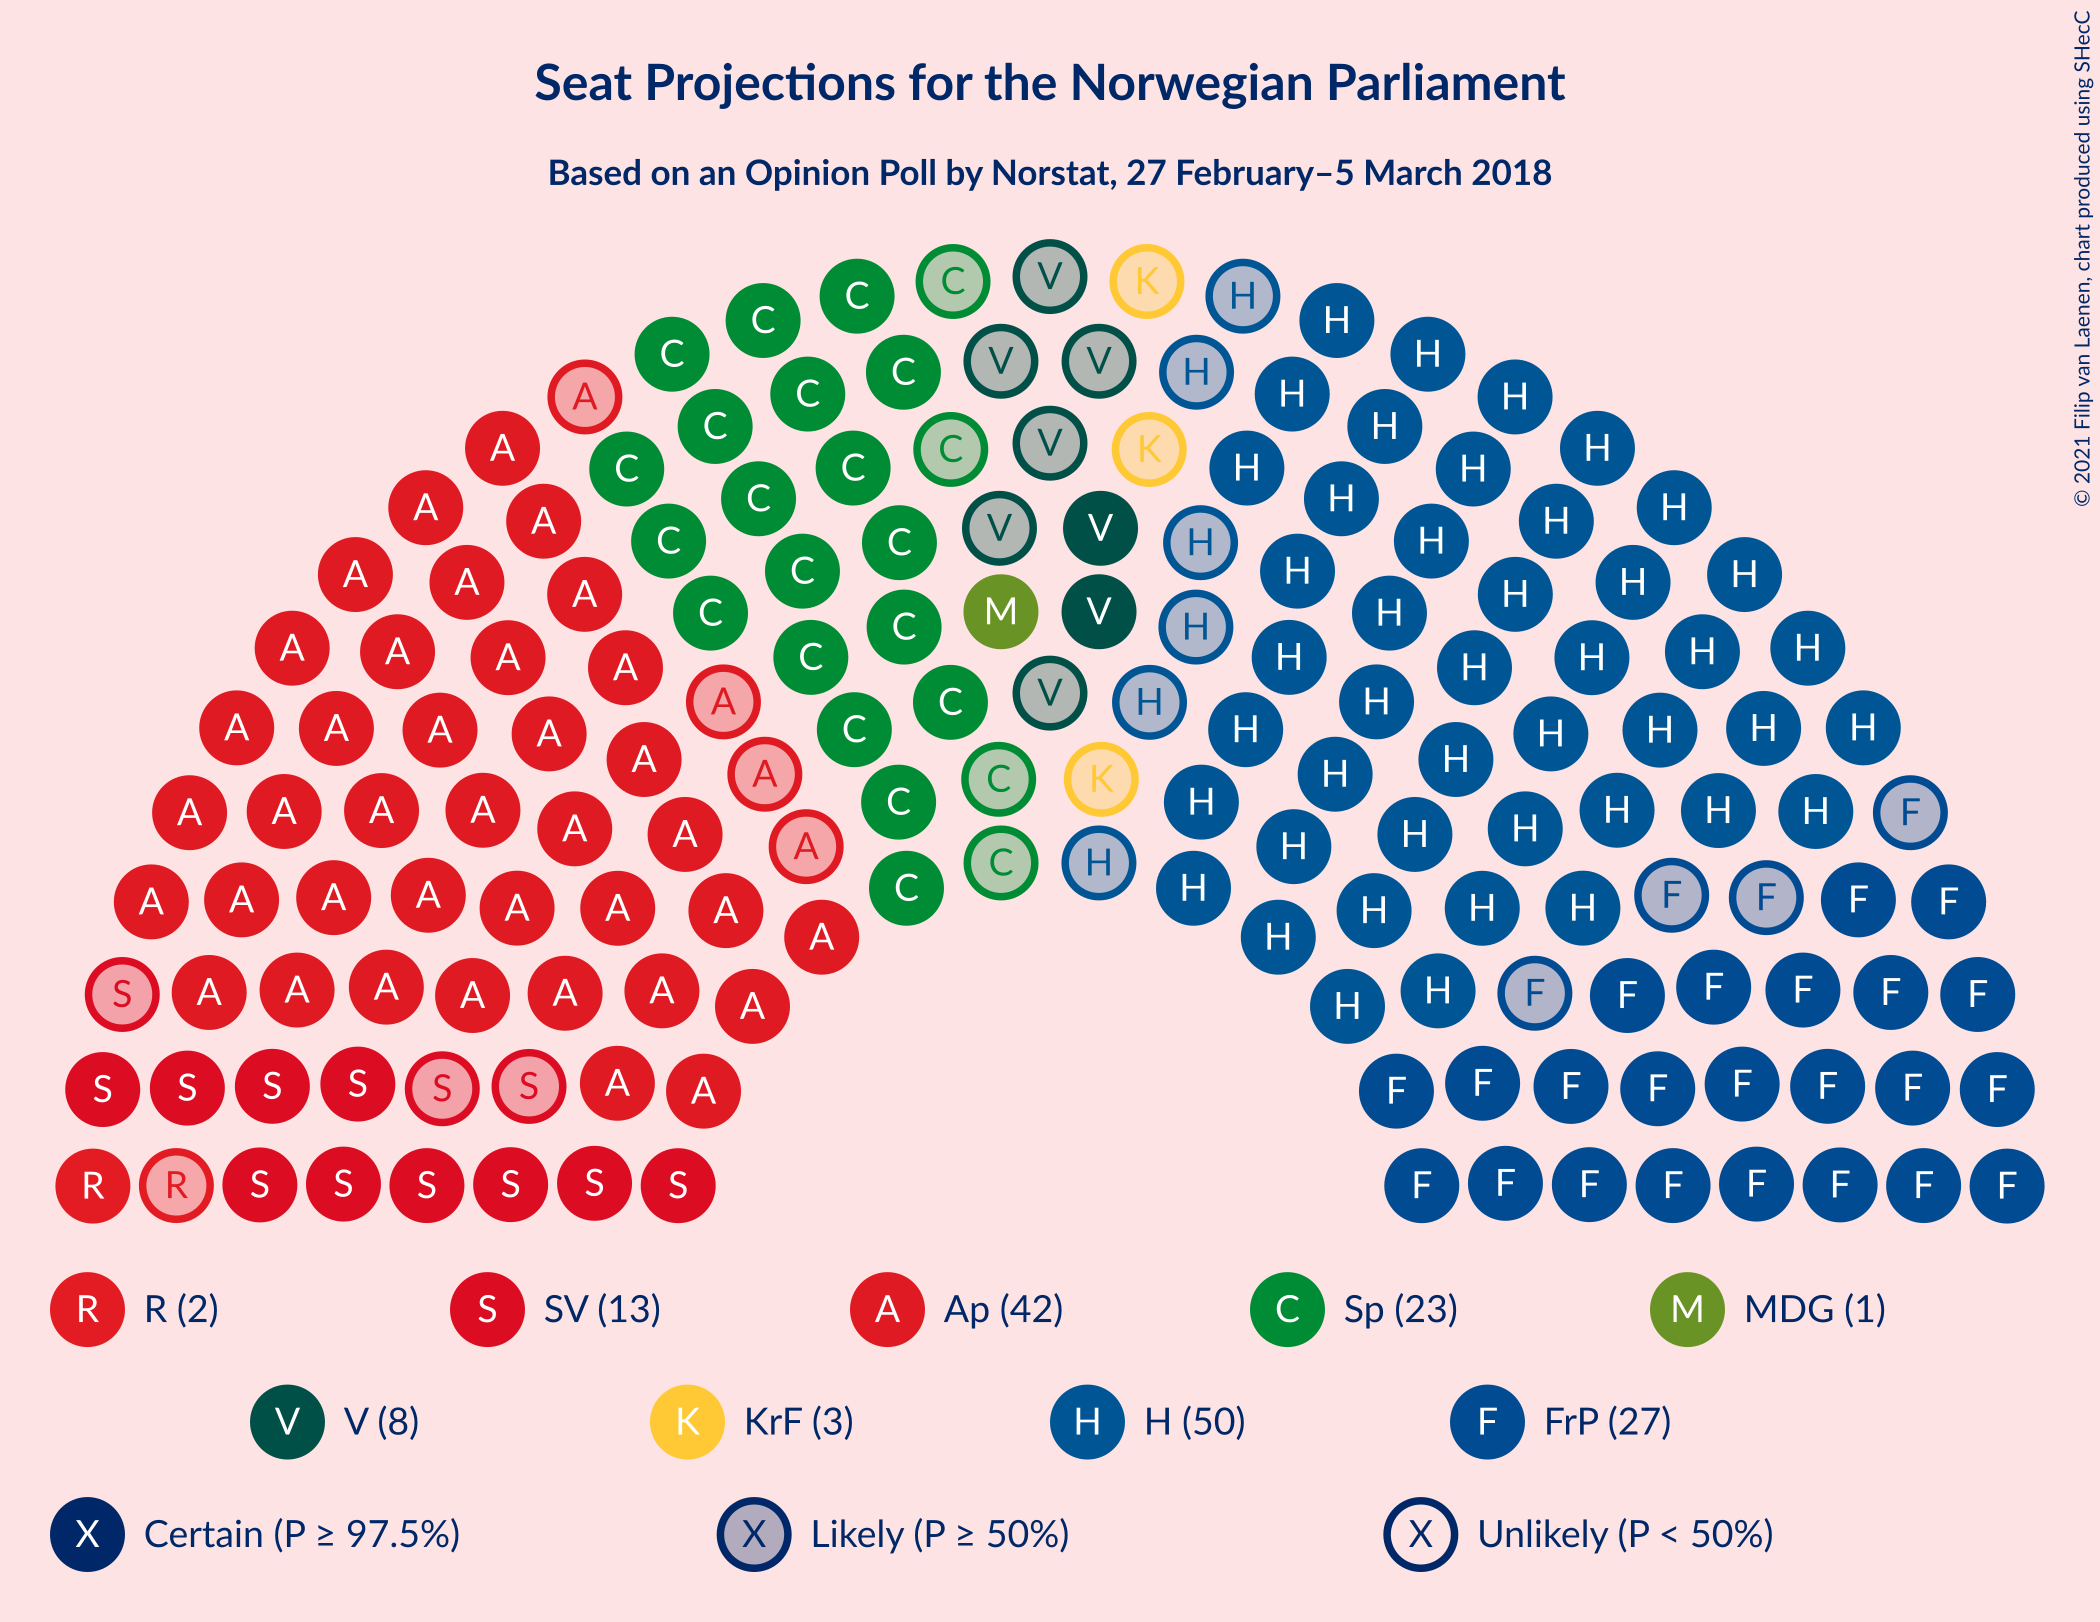 Seat Projections for the Norwegian Parliament
Based on an Opinion Poll by Norstat, 27 February–5 March 2018
© 2021 Filip van Laenen, chart produced using SHecC
C V K H
C C H
C H
A V V H H
C H H
A C C H H
C C V K H H
A C C H H
A C H H H
A C C V V H H H H
A C C H H
A A C M V H H H
A A C C H H H
A A A C C H H H H
A A C V H H H
A A A A C H H H H
A A C H H
A A A A A C C K H H H H H F
A A A C H H H
A A A A A C H H F F F F
A A A C H H H H
A H
S A A A A A A H F F F F F F
A H
S S S S S S A A F F F F F F F F
R R S S S S S S F F F F F F F F
R R (2) S SV (13) A Ap (42) C Sp (23) M MDG (1)
V V (8) K KrF (3) H H (50) F FrP (27)
X Certain (P ≥ 97.5%) X Likely (P ≥ 50%) X Unlikely (P < 50%)